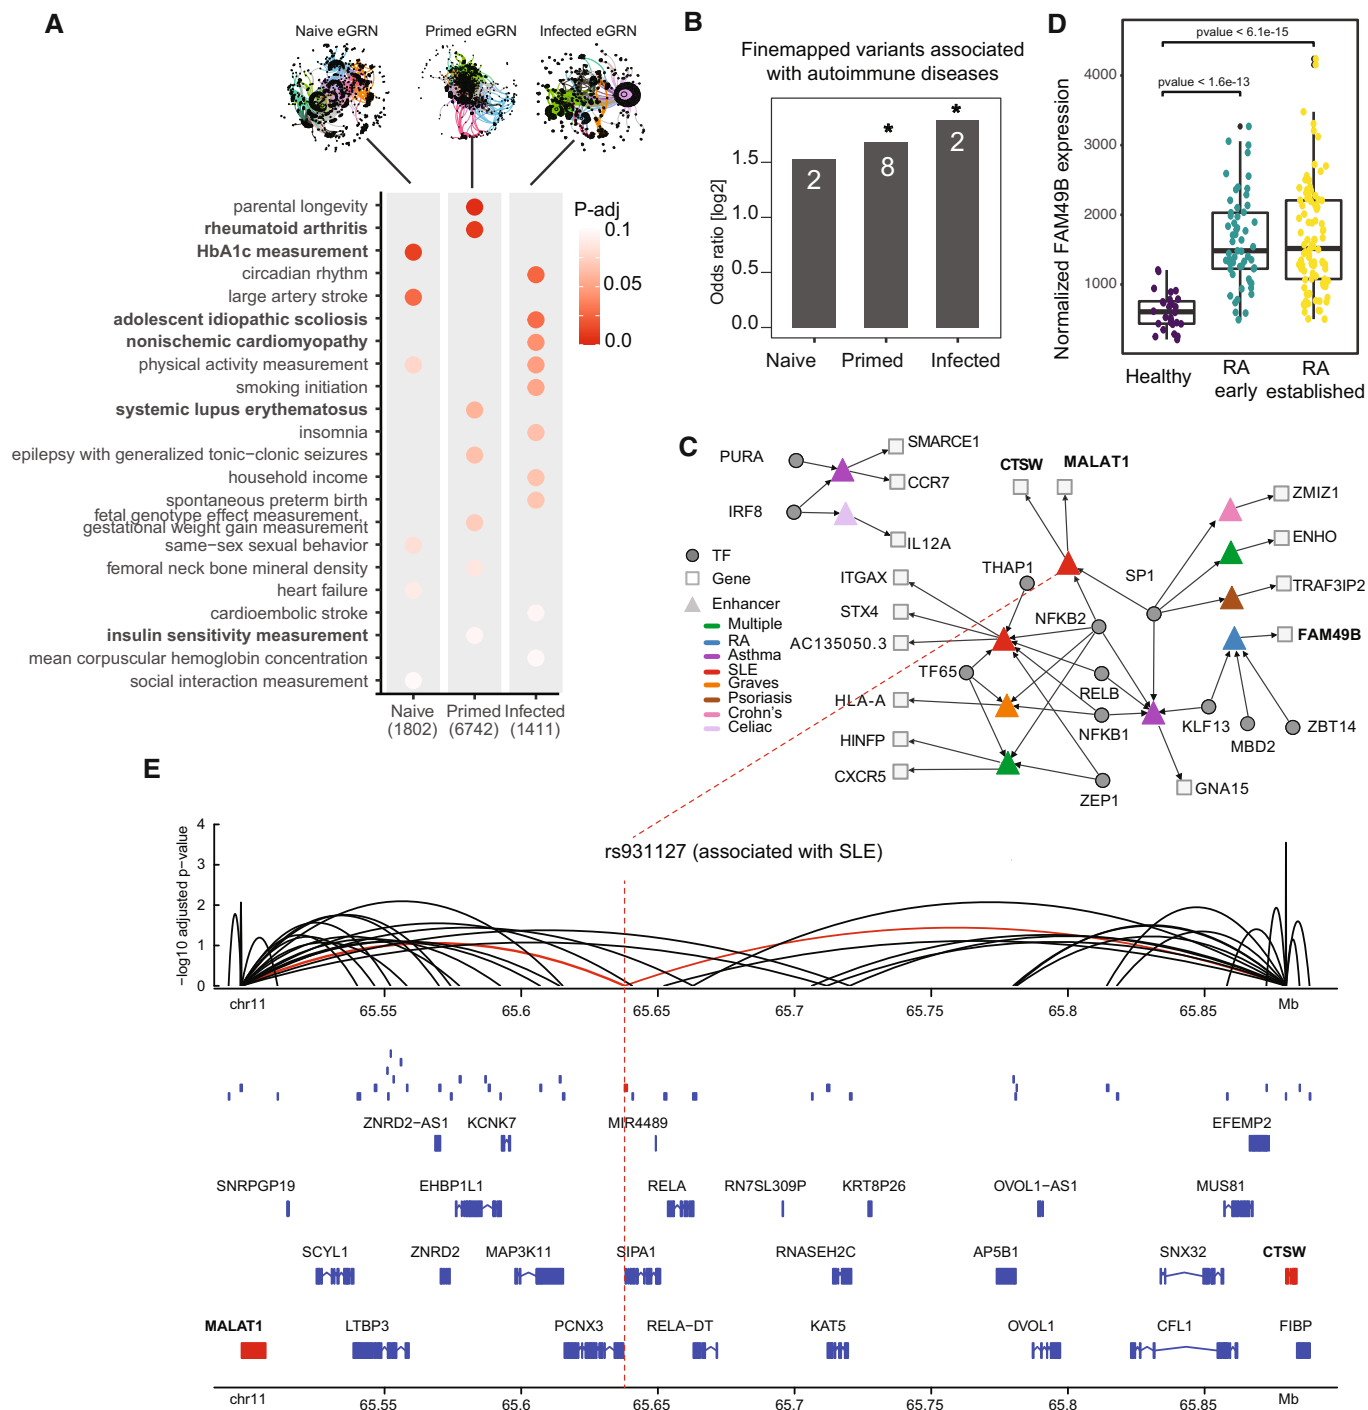 A
Naive eGRN
Primed eGRN
Infected eGRN
parental longevity
rheumatoid arthritis
HbA1c measurement
circadian rhythm
large artery stroke
adolescent idiopathic scoliosis
nonischemic cardiomyopathy
physical activity measurement
smoking initiation
systemic lupus erythematosus
insomnia
epilepsy with generalized tonic-clonic seizures
household income
spontaneous preterm birth
fetal genotype effect measurement,
gestational weight gain measurement
same-sex sexual behavior
femoral neck bone mineral density
heart failure
cardioembolic stroke
insulin sensitivity measurement
mean corpuscular hemoglobin concentration
social interaction measurement
Naive
(1802)
Primed
(6742)
Infected
(1411)
P-adj
0.1
0.05
0.0
B
Finemapped variants associated
with autoimmune diseases
Odds ratio [log2]
1.5
1.0
0.5
0.0
2
*
8
*
2
Naive
Primed
Infected
D
Normalized FAM49B expression
4000
3000
2000
1000
pvalue < 6.1e-15
pvalue < 1.6e-13
Healthy
RA
early
RA
established
C
PURA
IRF8
SMARCE1
CCR7
IL12A
TF
Gene
Enhancer
Multiple
RA
Asthma
SLE
Graves
Psoriasis
Crohn's
Celiac
CTSW
MALAT1
THAP1
SP1
ITGAX
STX4
AC135050.3
NFKB2
TF65
RELB
HLA-A
NFKB1
HINFP
CXCR5
ZEP1
ZMIZ1
ENHO
TRAF3IP2
FAM49B
KLF13
MBD2
ZBT14
GNA15
E
−log10 adjusted p−value
4
3
2
1
0
rs931127 (associated with SLE)
chr11
65.55
65.6
65.65
65.7
65.75
65.8
65.85
Mb
ZNRD2−AS1
KCNK7
MIR4489
EFEMP2
SNRPGP19
EHBP1L1
RELA
RN7SL309P
KRT8P26
OVOL1−AS1
MUS81
SCYL1
ZNRD2
MAP3K11
SIPA1
RNASEH2C
AP5B1
SNX32
CTSW
MALAT1
LTBP3
PCNX3
RELA−DT
KAT5
OVOL1
CFL1
FIBP
chr11
65.55
65.6
65.65
65.7
65.75
65.8
65.85
Mb